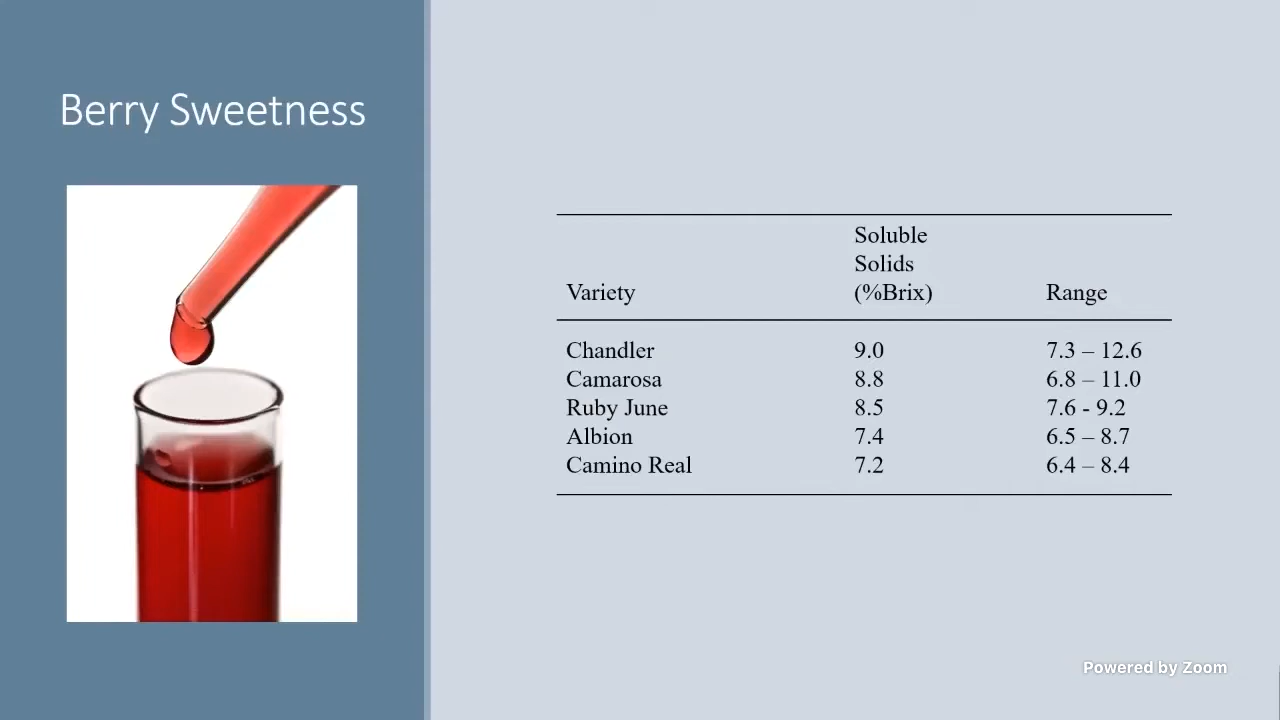 Berry Sweetness
Soluble
Solids
Variety (%Brix) Range
Chandler 9.0 7.3 – 12.6
Camarosa 8.8 6.8 – 11.0
Ruby June 8.5 7.6 - 9.2
Albion 7.4 6.5 – 8.7
Camino Real 7.2 6.4 – 8.4
Powered by Zoom